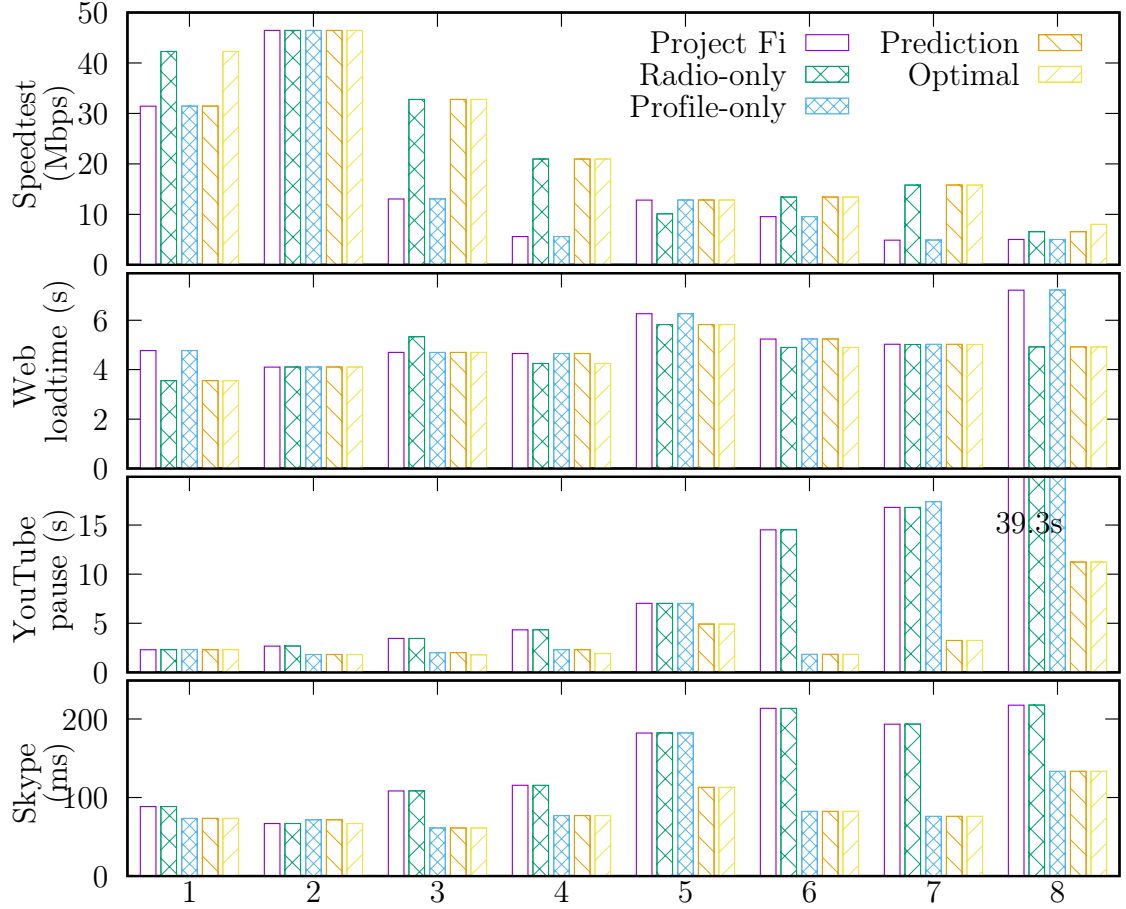 Speedtest
(Mbps)
50
40
30
20
10
0
Project Fi
Radio-only
Profile-only
Prediction
Optimal
Web
loadtime (s)
6
4
2
0
YouTube
pause (s)
15
10
5
0
39.3s
Skype
(ms)
200
100
0
1 2 3 4 5 6 7 8